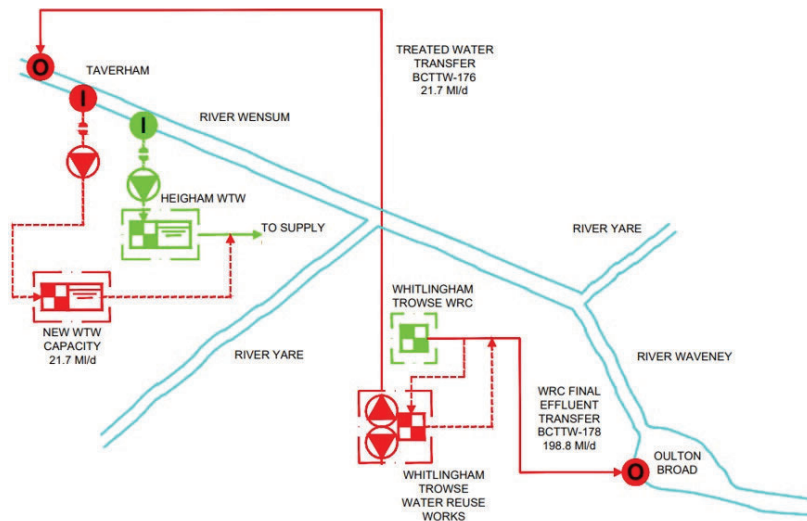 TREATED WATER
TRANSFER
BCTTW-176
21.7 Ml/d
O
TAVERHAM
I
RIVER WENSUM
I
HEIGHAM WTW
TO SUPPLY
RIVER YARE
WHITLINGHAM
TROWSE WRC
NEW WTW
CAPACITY
21.7 Ml/d
RIVER YARE
RIVER WAVENEY
WRC FINAL
EFFLUENT
TRANSFER
BCTTW-178
198.8 Ml/d
OULTON
BROAD
O
WHITLINGHAM
TROWSE
WATER REUSE
WORKS